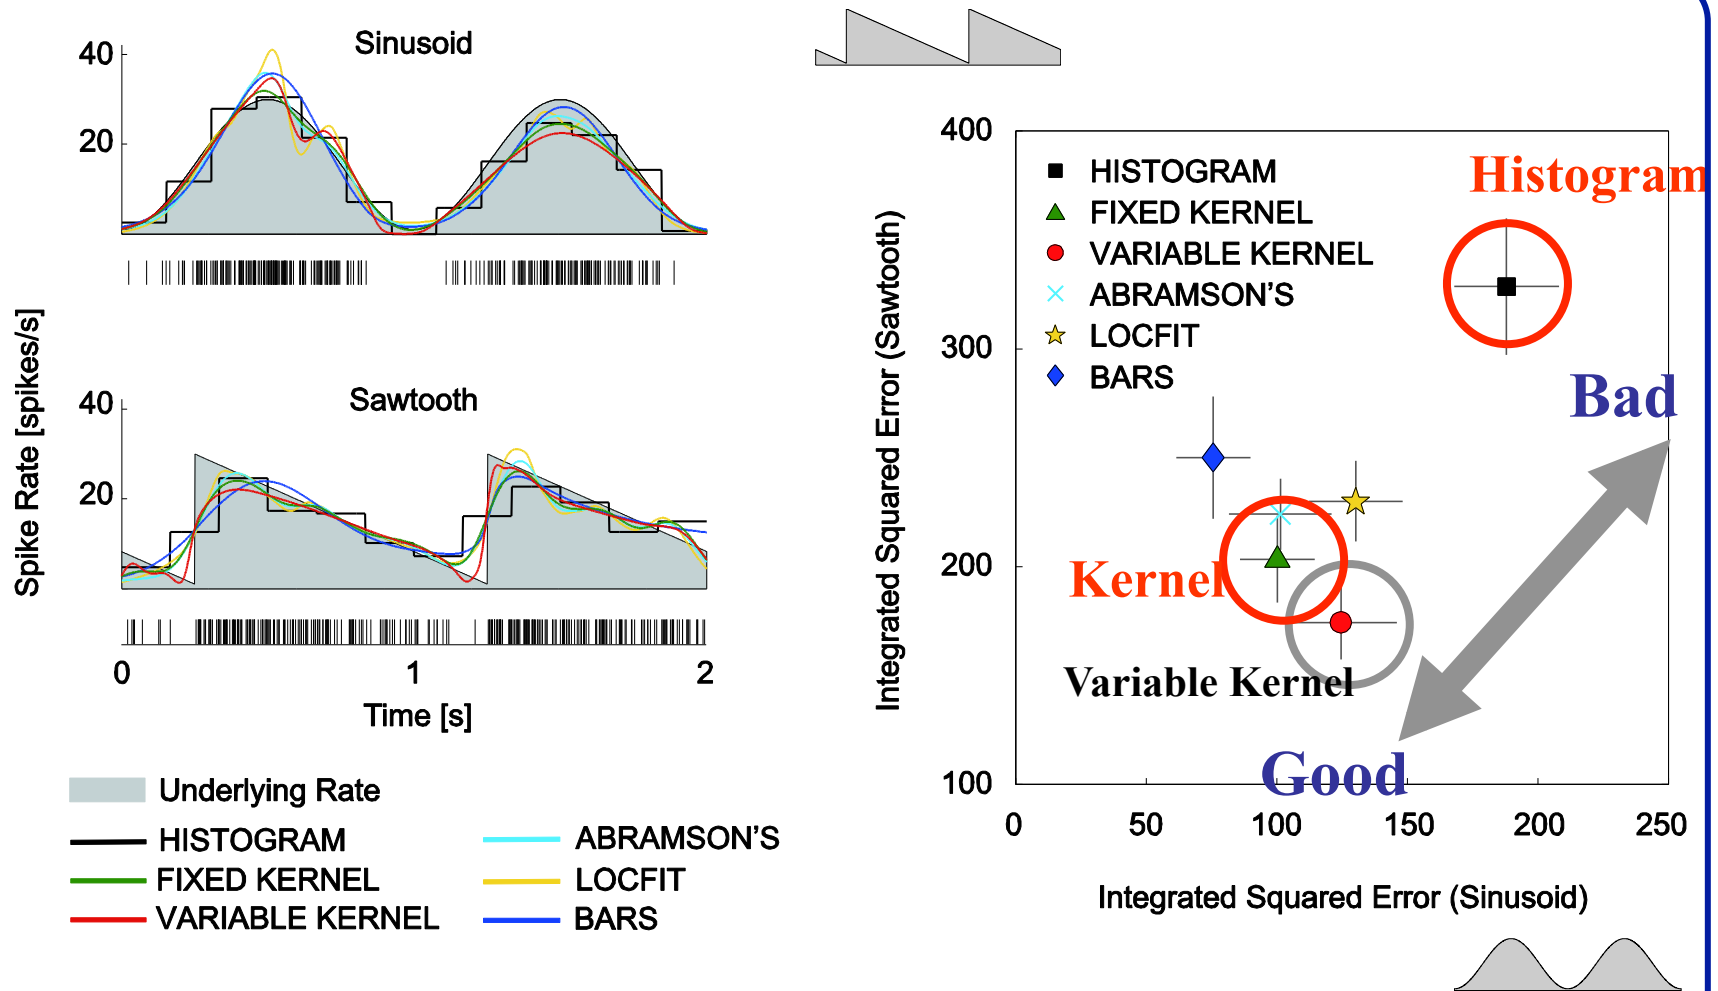 Sinusoid
40
20
Sawtooth
40
20
0
1
2
Time [s]
Spike Rate [spikes/s]
Underlying Rate
HISTOGRAM
FIXED KERNEL
VARIABLE KERNEL
ABRAMSON'S
LOCFIT
BARS
400
300
200
100
Integrated Squared Error (Sawtooth)
HISTOGRAM
FIXED KERNEL
VARIABLE KERNEL
ABRAMSON'S
LOCFIT
BARS
Histogram
Bad
Kernel
Variable Kernel
Good
0
50
100
150
200
250
Integrated Squared Error (Sinusoid)